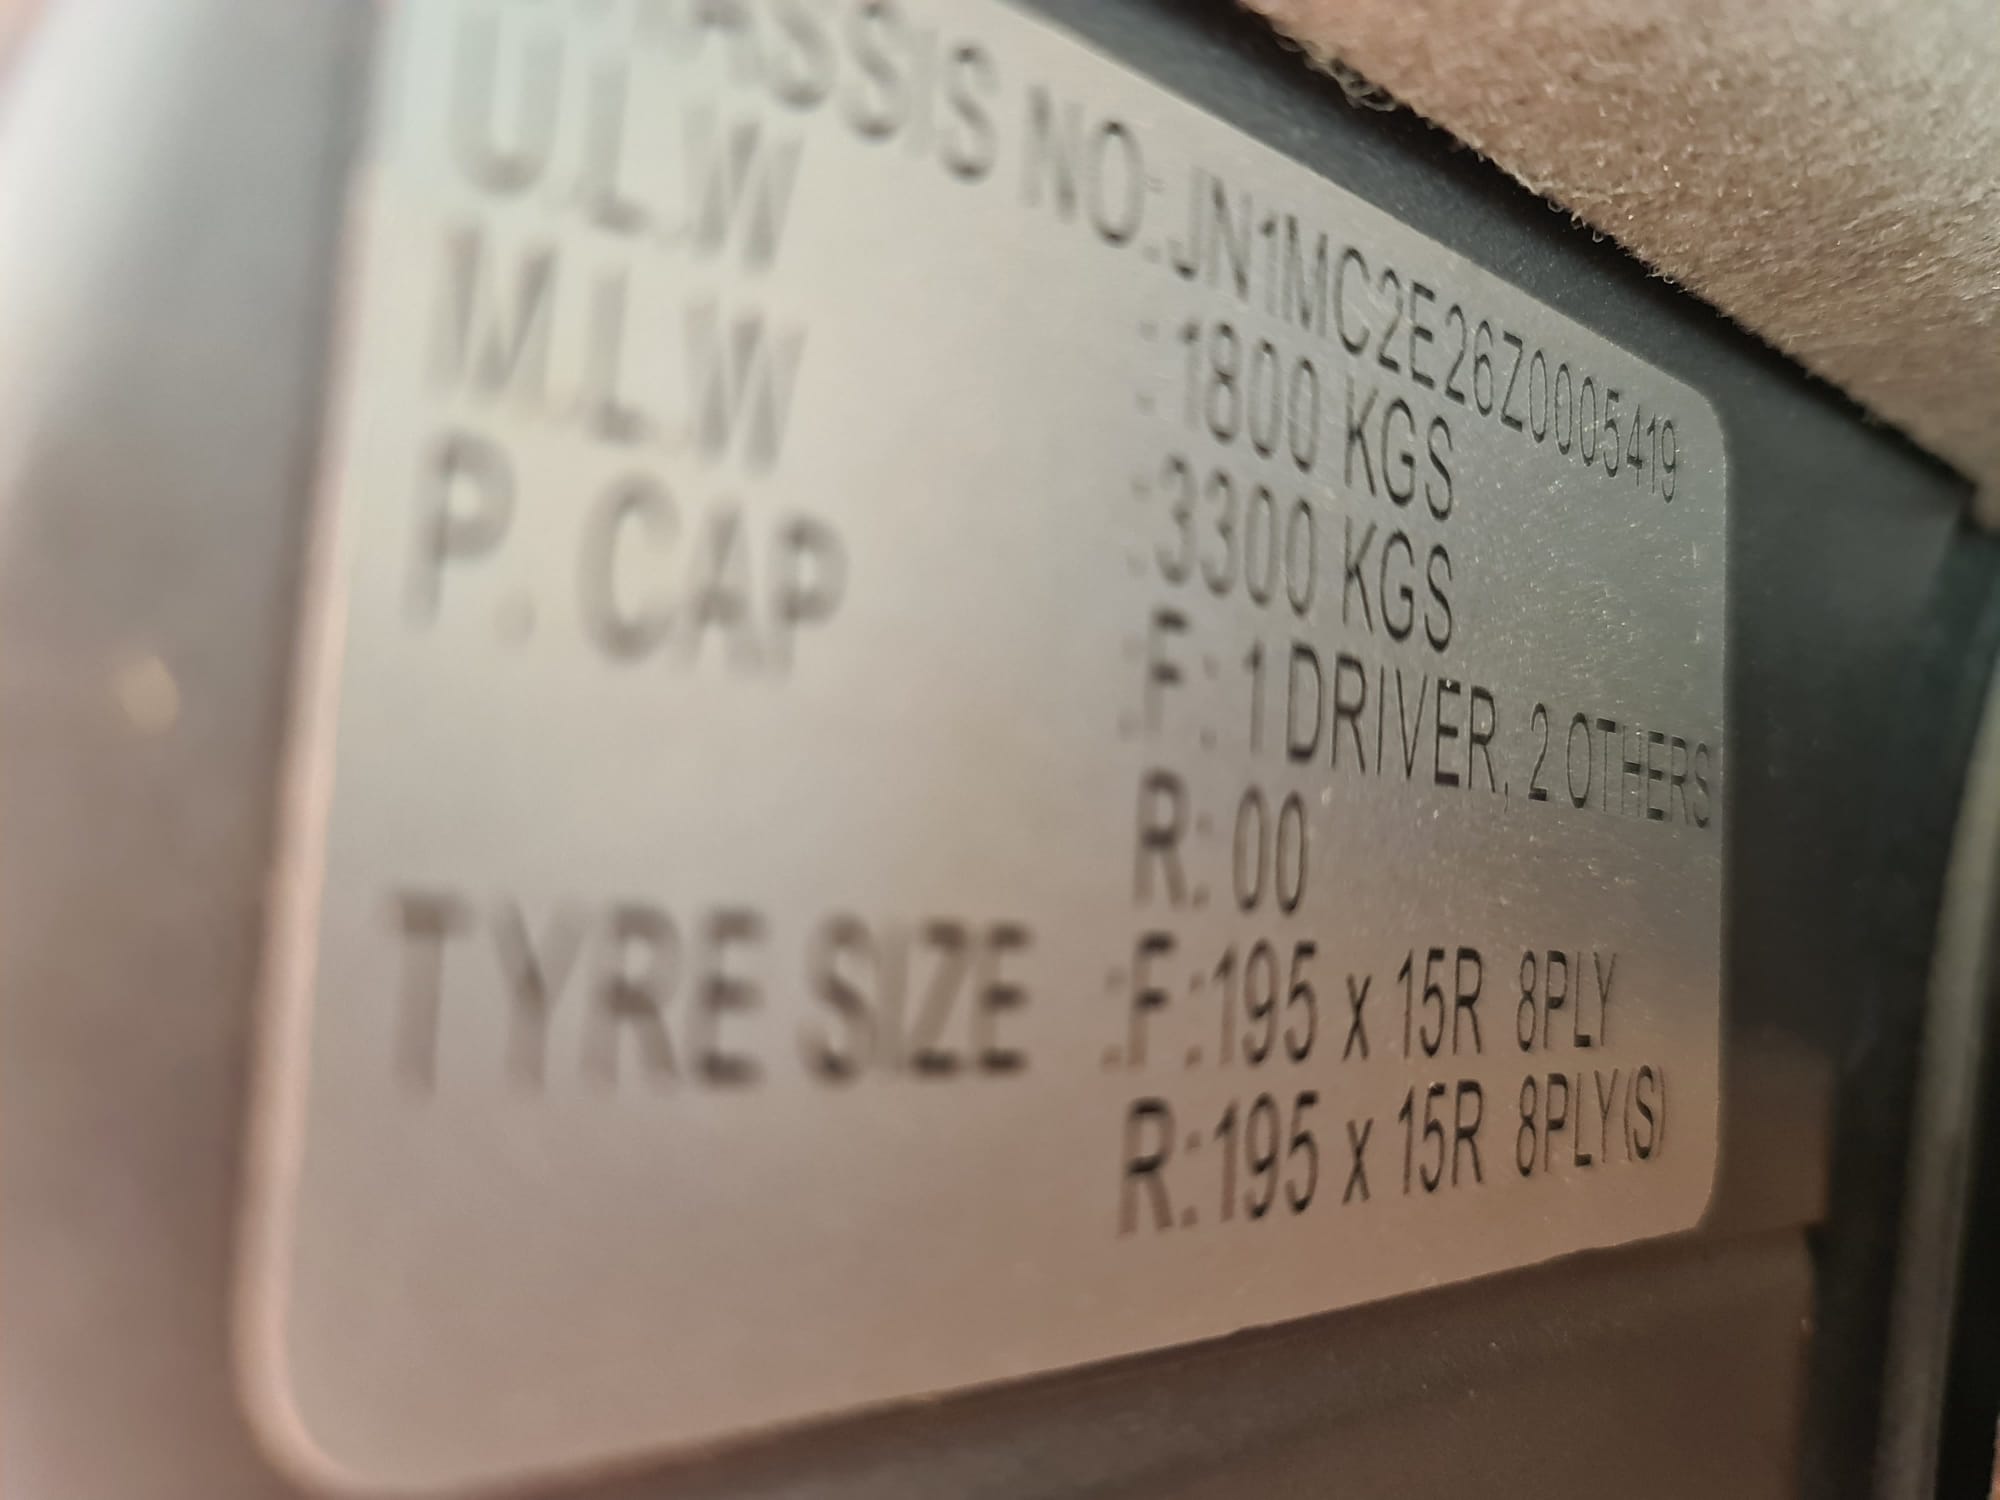 CHASSIS NO.:JN1MC2E26Z0005419
U.L.W : 1800 KGS
M.L.W : 3300 KGS
P. CAP : F: 1 DRIVER, 2 OTHERS
R: 00
TYRE SIZE : F:195 x 15R 8PLY
R:195 x 15R 8PLY(S)